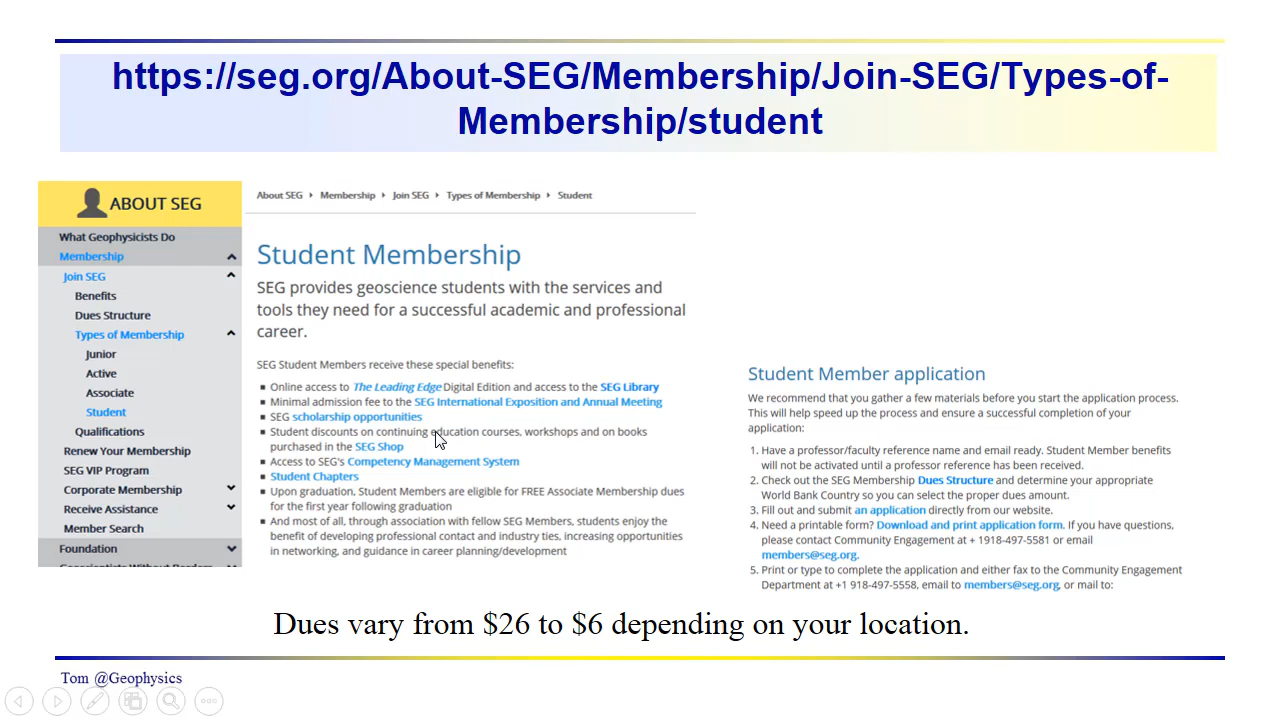 https://seg.org/About-SEG/Membership/Join-SEG/Types-of-
Membership/student
ABOUT SEG
What Geophysicists Do
Membership
Join SEG
Benefits
Dues Structure
Types of Membership
Junior
Active
Associate
Student
Qualifications
Renew Your Membership
SEG VIP Program
Corporate Membership
Receive Assistance
Member Search
Foundation
About SEG Membership Join SEG Types of Membership Student
Student Membership
SEG provides geoscience students with the services and
tools they need for a successful academic and professional
career.
SEG Student Members receive these special benefits:
▪ Online access to The Leading Edge Digital Edition and access to the SEG Library
▪ Minimal admission fee to the SEG International Exposition and Annual Meeting
▪ SEG scholarship opportunities
▪ Student discounts on continuing education courses, workshops and on books
purchased in the SEG Shop
▪ Access to SEG's Competency Management System
▪ Student Chapters
▪ Upon graduation, Student Members are eligible for FREE Associate Membership dues
for the first year following graduation
▪ And most of all, through association with fellow SEG Members, students enjoy the
benefit of developing professional contact and industry ties, increasing opportunities
in networking, and guidance in career planning/development
Student Member application
We recommend that you gather a few materials before you start the application process.
This will help speed up the process and ensure a successful completion of your
application:
1. Have a professor/faculty reference name and email ready. Student Member benefits
will not be activated until a professor reference has been received.
2. Check out the SEG Membership Dues Structure and determine your appropriate
World Bank Country so you can select the proper dues amount.
3. Fill out and submit an application directly from our website.
4. Need a printable form? Download and print application form. If you have questions,
please contact Community Engagement at + 1918-497-5581 or email
members@seg.org.
5. Print or type to complete the application and either fax to the Community Engagement
Department at +1 918-497-5558, email to members@seg.org, or mail to:
Dues vary from $26 to $6 depending on your location.
Tom @Geophysics